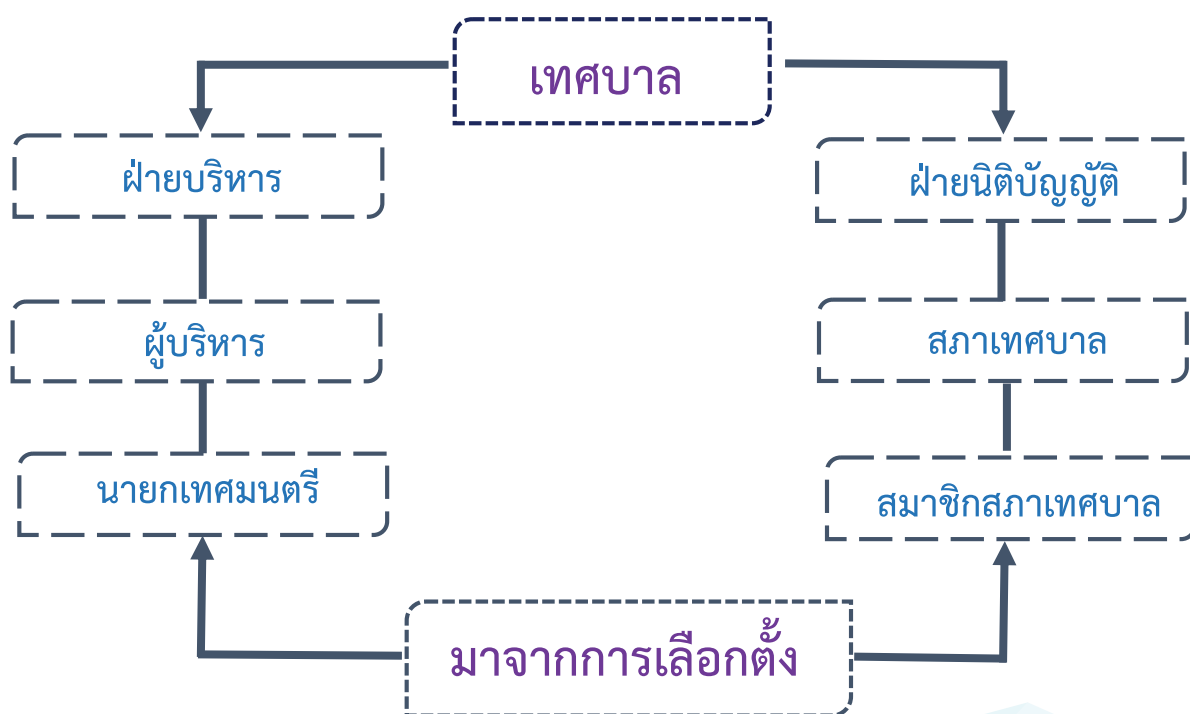 เทศบาล
ฝ่ายบริหาร
ฝ่ายนิติบัญญัติ
ผู้บริหาร
สภาเทศบาล
นายกเทศมนตรี
สมาชิกสภาเทศบาล
มาจากการเลือกตั้ง